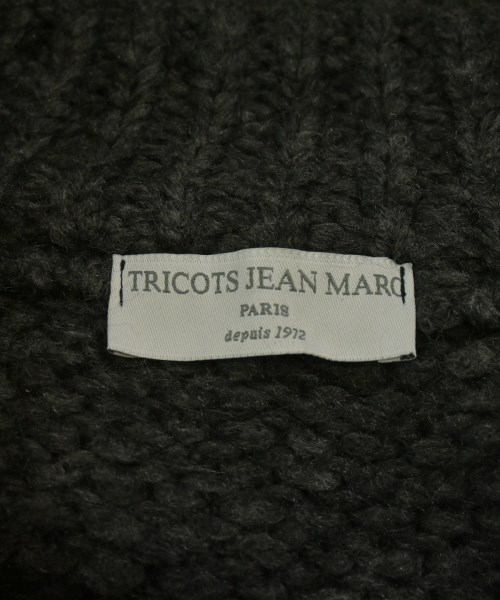 TRICOTS JEAN MARC
PARIS
depuis 1972